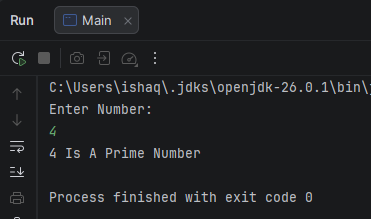 Run
Main
C:\Users\ishaq\.jdks\openjdk-26.0.1\bin\
Enter Number:
4
4 Is A Prime Number
Process finished with exit code 0